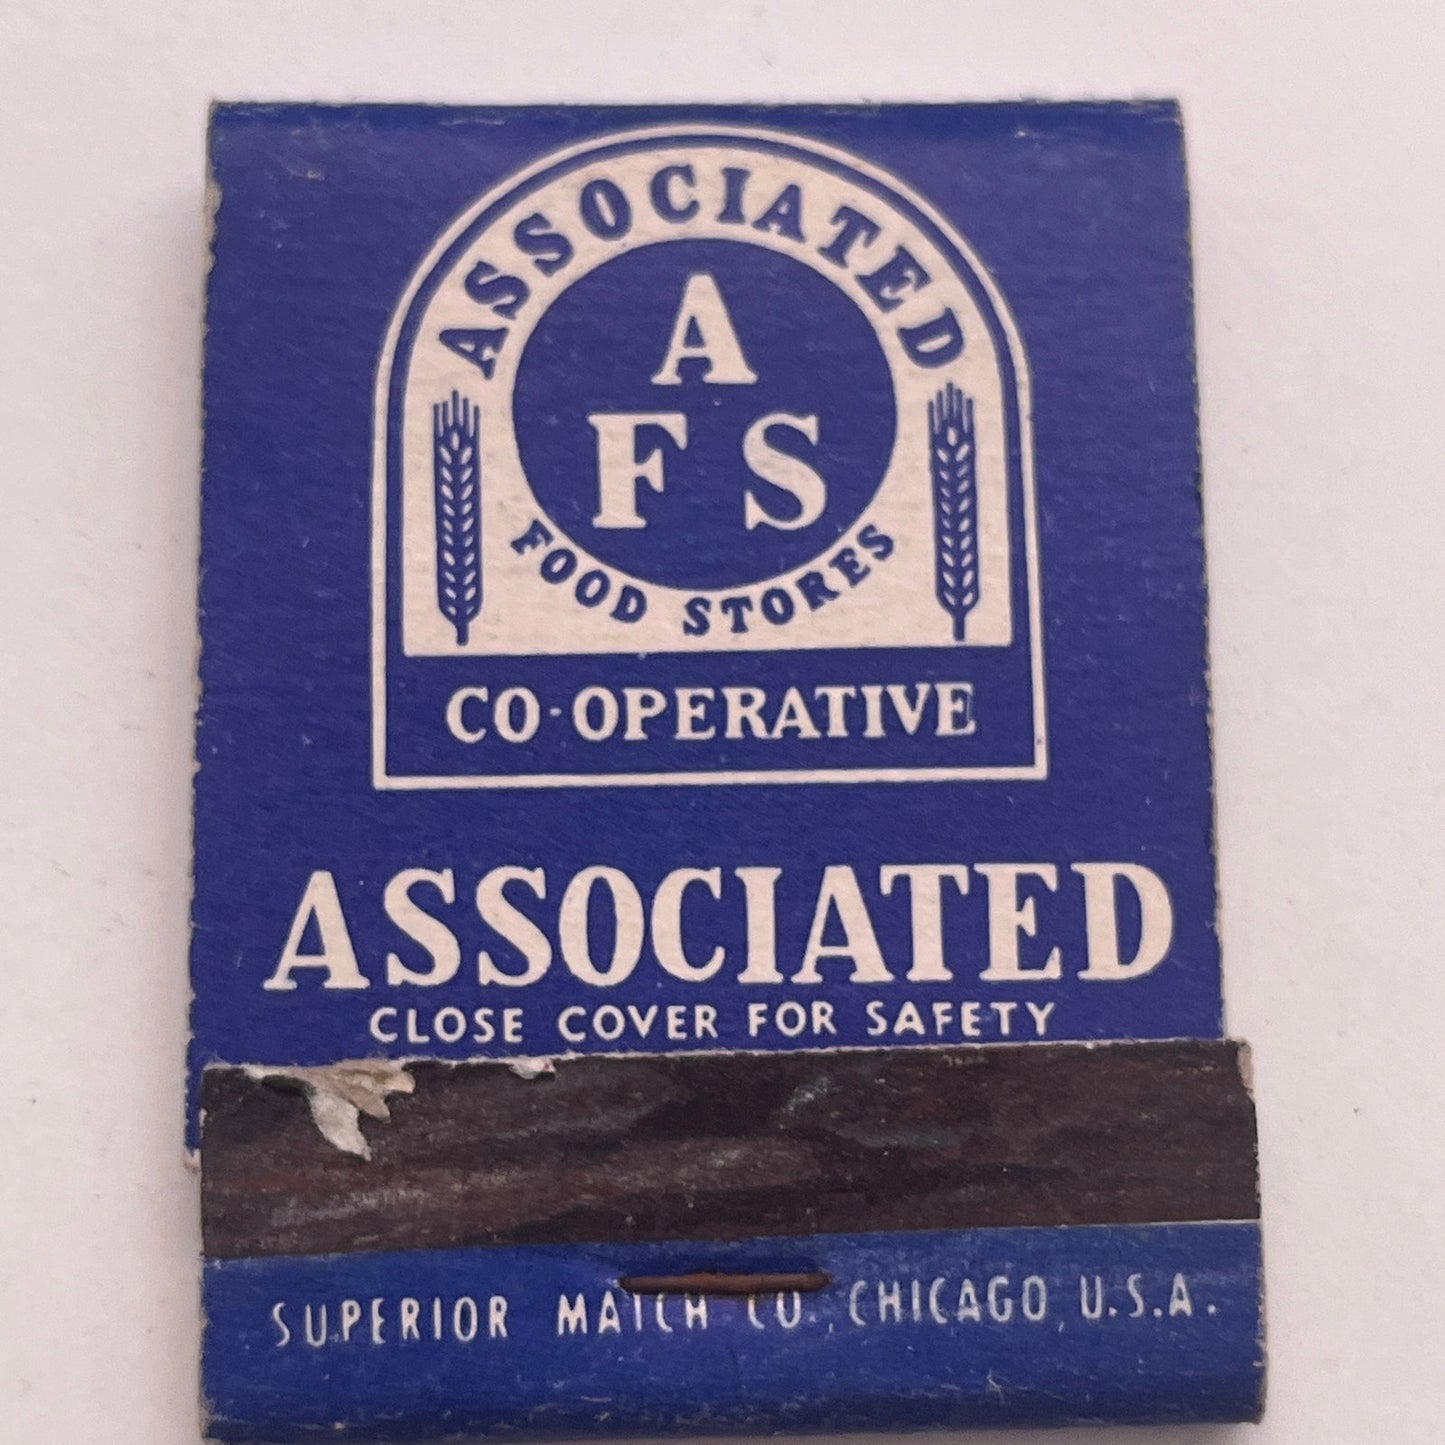 ASSOCIATED
A
F S
FOOD STORES
CO-OPERATIVE
ASSOCIATED
CLOSE COVER FOR SAFETY
SUPERIOR MATCH CO., CHICAGO, U.S.A.